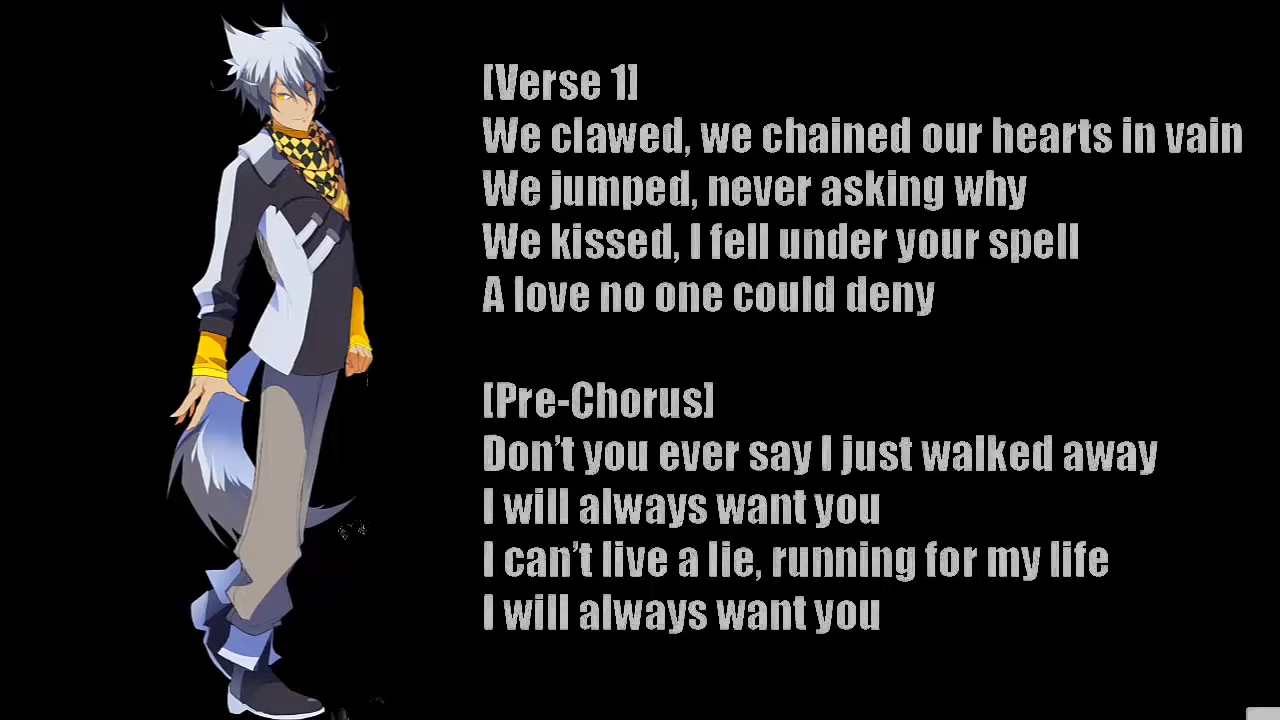 [Verse 1]
We clawed, we chained our hearts in vain
We jumped, never asking why
We kissed, I fell under your spell
A love no one could deny
[Pre-Chorus]
Don’t you ever say I just walked away
I will always want you
I can’t live a lie, running for my life
I will always want you